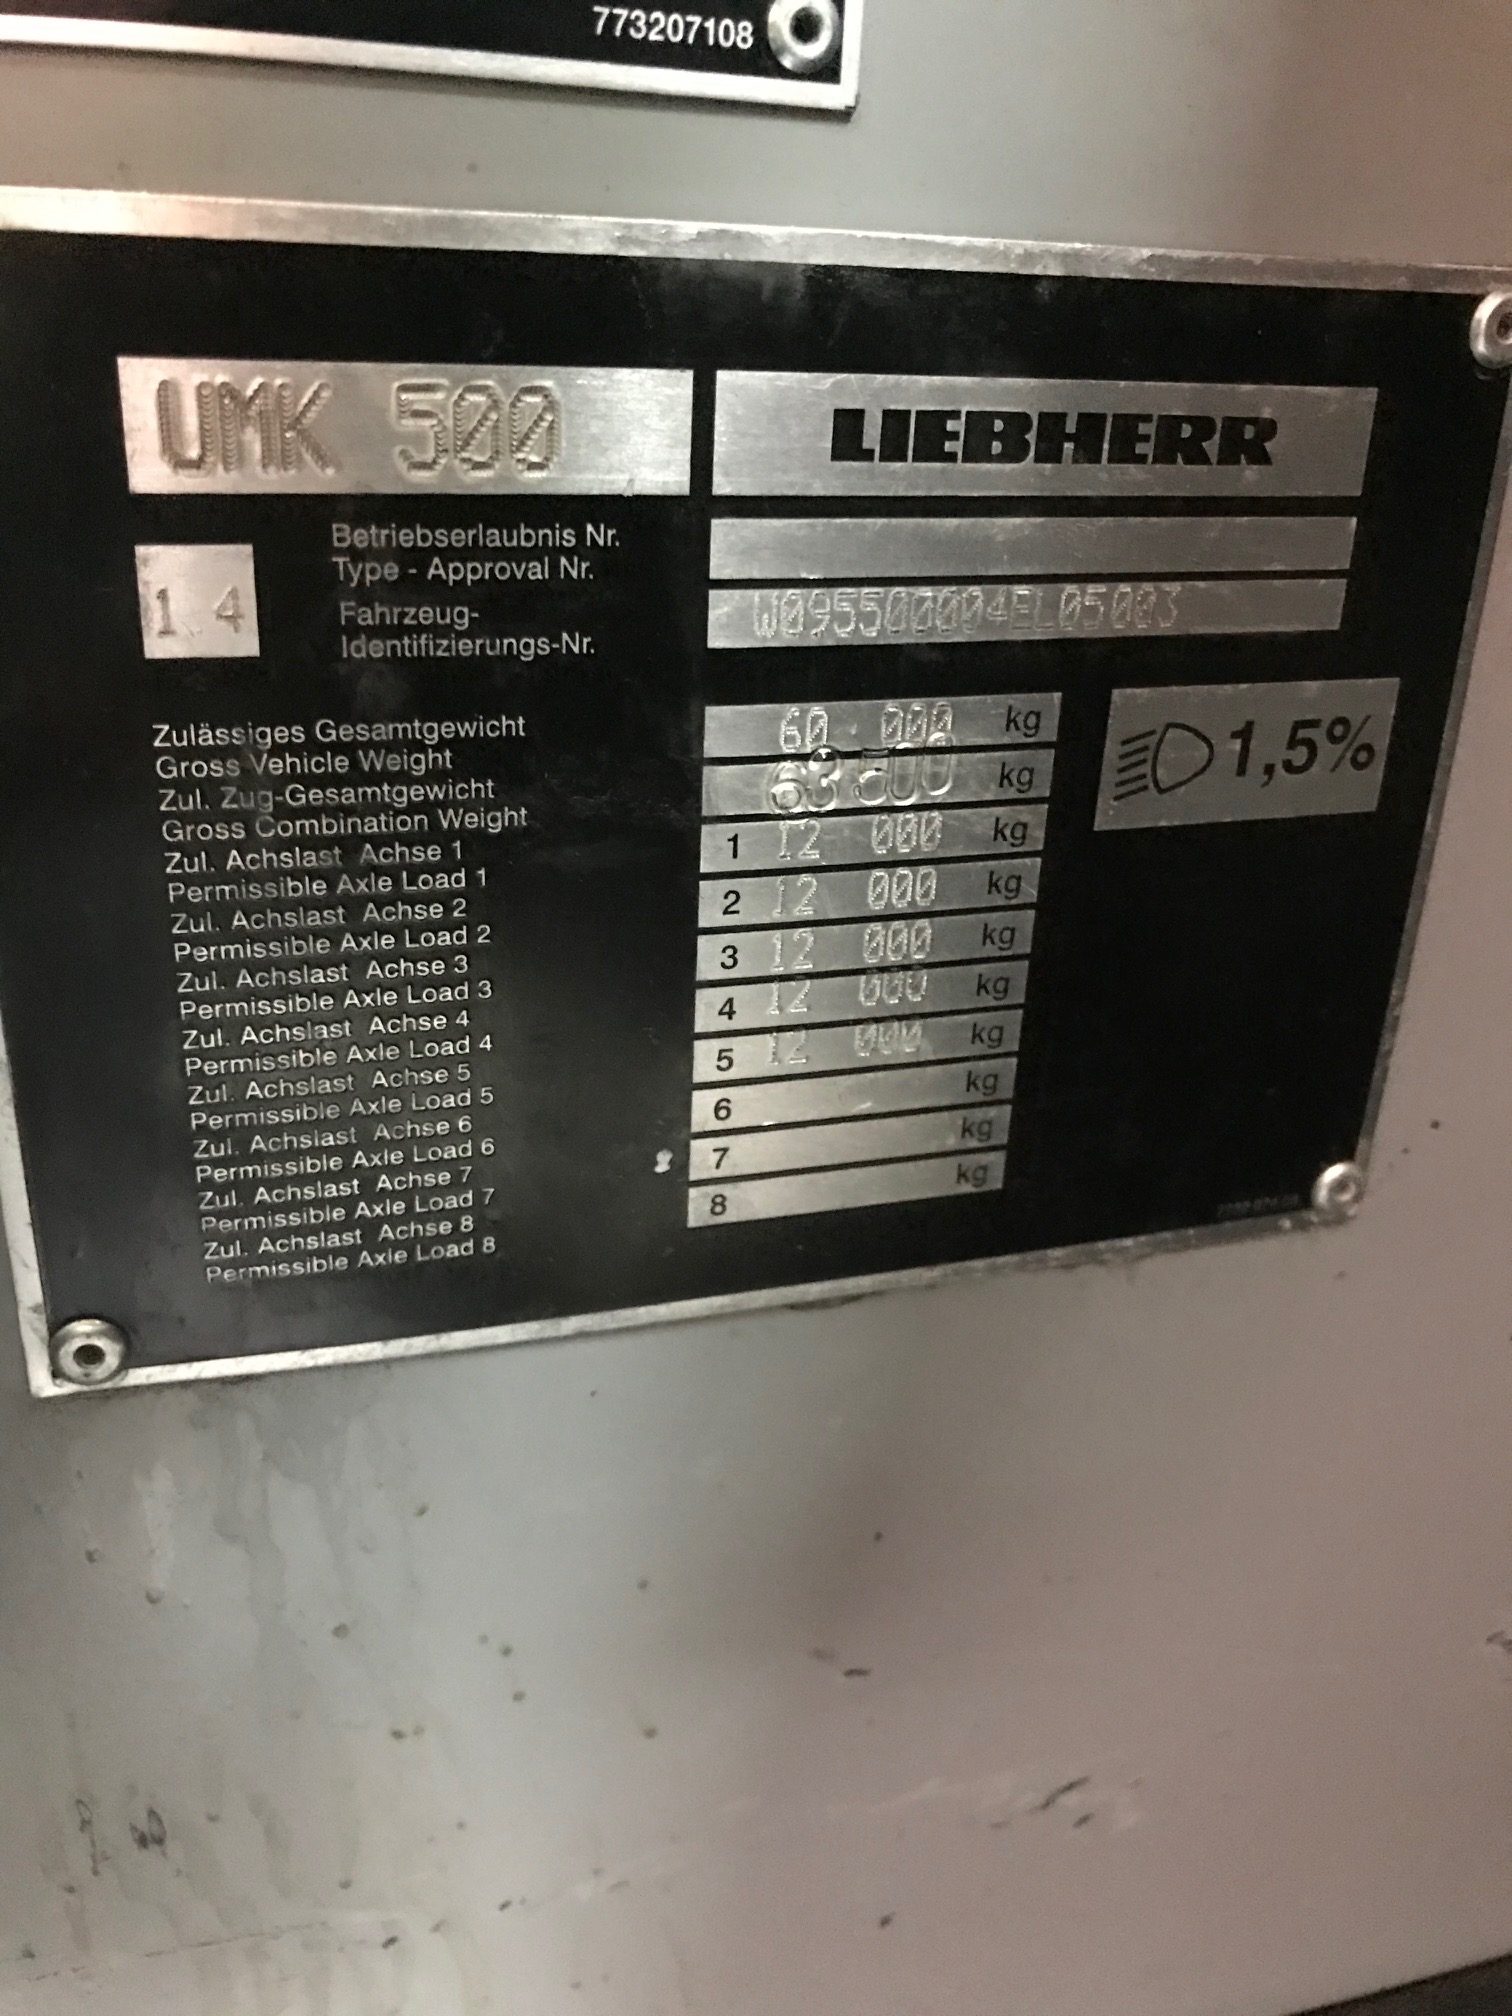 773207108
UMK 500
LIEBHERR
Betriebserlaubnis Nr.
Type - Approval Nr.
1 4
Fahrzeug-
Identifizierungs-Nr.
W095500004EL05003
Zulässiges Gesamtgewicht
Gross Vehicle Weight
60 000 kg
Zul. Zug-Gesamtgewicht
Gross Combination Weight
63 500 kg
1,5%
Zul. Achslast Achse 1
Permissible Axle Load 1
1 12 000 kg
Zul. Achslast Achse 2
Permissible Axle Load 2
2 12 000 kg
Zul. Achslast Achse 3
Permissible Axle Load 3
3 12 000 kg
Zul. Achslast Achse 4
Permissible Axle Load 4
4 12 000 kg
Zul. Achslast Achse 5
Permissible Axle Load 5
5 12 000 kg
Zul. Achslast Achse 6
Permissible Axle Load 6
6 kg
Zul. Achslast Achse 7
Permissible Axle Load 7
7 kg
Zul. Achslast Achse 8
Permissible Axle Load 8
8 kg